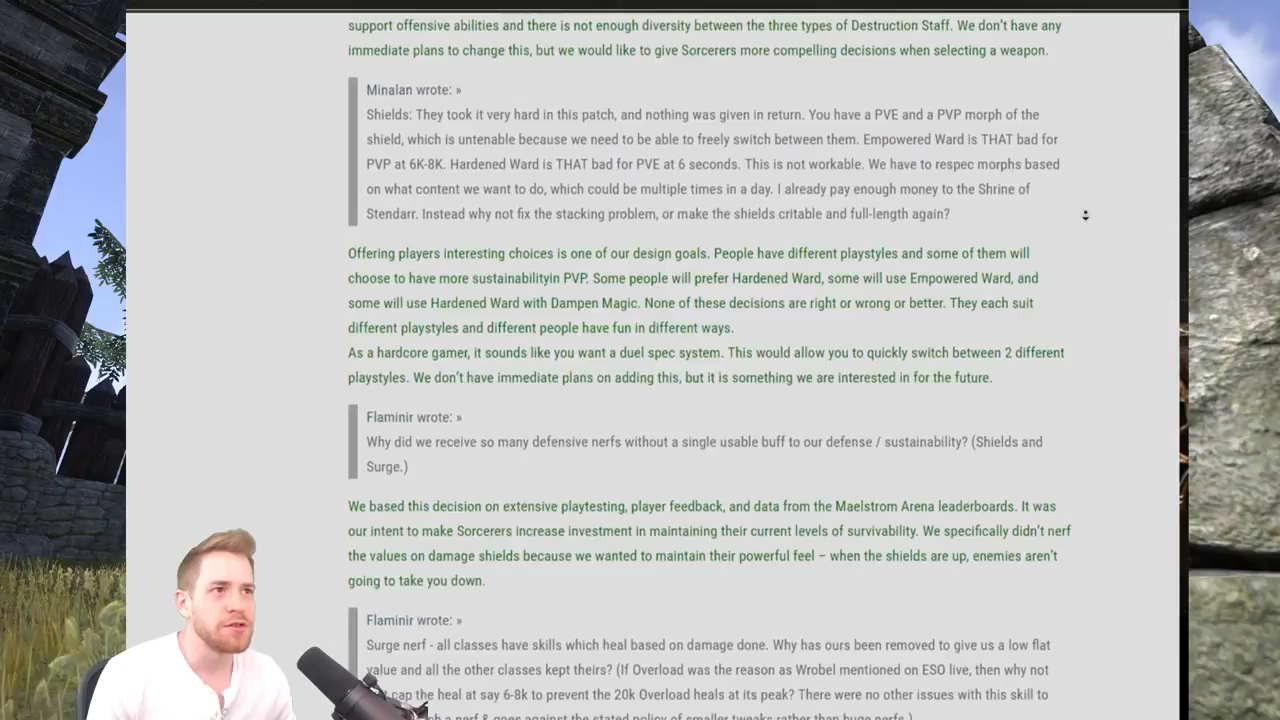 support offensive abilities and there is not enough diversity between the three types of Destruction Staff. We don't have any
immediate plans to change this, but we would like to give Sorcerers more compelling decisions when selecting a weapon.
Minalan wrote: »
Shields: They took it very hard in this patch, and nothing was given in return. You have a PVE and a PVP morph of the
shield, which is untenable because we need to be able to freely switch between them. Empowered Ward is THAT bad for
PVP at 6K-8K. Hardened Ward is THAT bad for PVE at 6 seconds. This is not workable. We have to respec morphs based
on what content we want to do, which could be multiple times in a day. I already pay enough money to the Shrine of
Stendarr. Instead why not fix the stacking problem, or make the shields critable and full-length again?
Offering players interesting choices is one of our design goals. People have different playstyles and some of them will
choose to have more sustainabilityin PVP. Some people will prefer Hardened Ward, some will use Empowered Ward, and
some will use Hardened Ward with Dampen Magic. None of these decisions are right or wrong or better. They each suit
different playstyles and different people have fun in different ways.
As a hardcore gamer, it sounds like you want a duel spec system. This would allow you to quickly switch between 2 different
playstyles. We don't have immediate plans on adding this, but it is something we are interested in for the future.
Flaminir wrote: »
Why did we receive so many defensive nerfs without a single usable buff to our defense / sustainability? (Shields and
Surge.)
We based this decision on extensive playtesting, player feedback, and data from the Maelstrom Arena leaderboards. It was
our intent to make Sorcerers increase investment in maintaining their current levels of survivability. We specifically didn't nerf
the values on damage shields because we wanted to maintain their powerful feel – when the shields are up, enemies aren't
going to take you down.
Flaminir wrote: »
Surge nerf - all classes have skills which heal based on damage done. Why has ours been removed to give us a low flat
value and all the other classes kept theirs? (If Overload was the reason as Wrobel mentioned on ESO live, then why not
cap the heal at say 6-8k to prevent the 20k Overload heals at its peak? There were no other issues with this skill to
a nerf & goes against the stated policy of smaller tweaks rather than huge nerfs.)